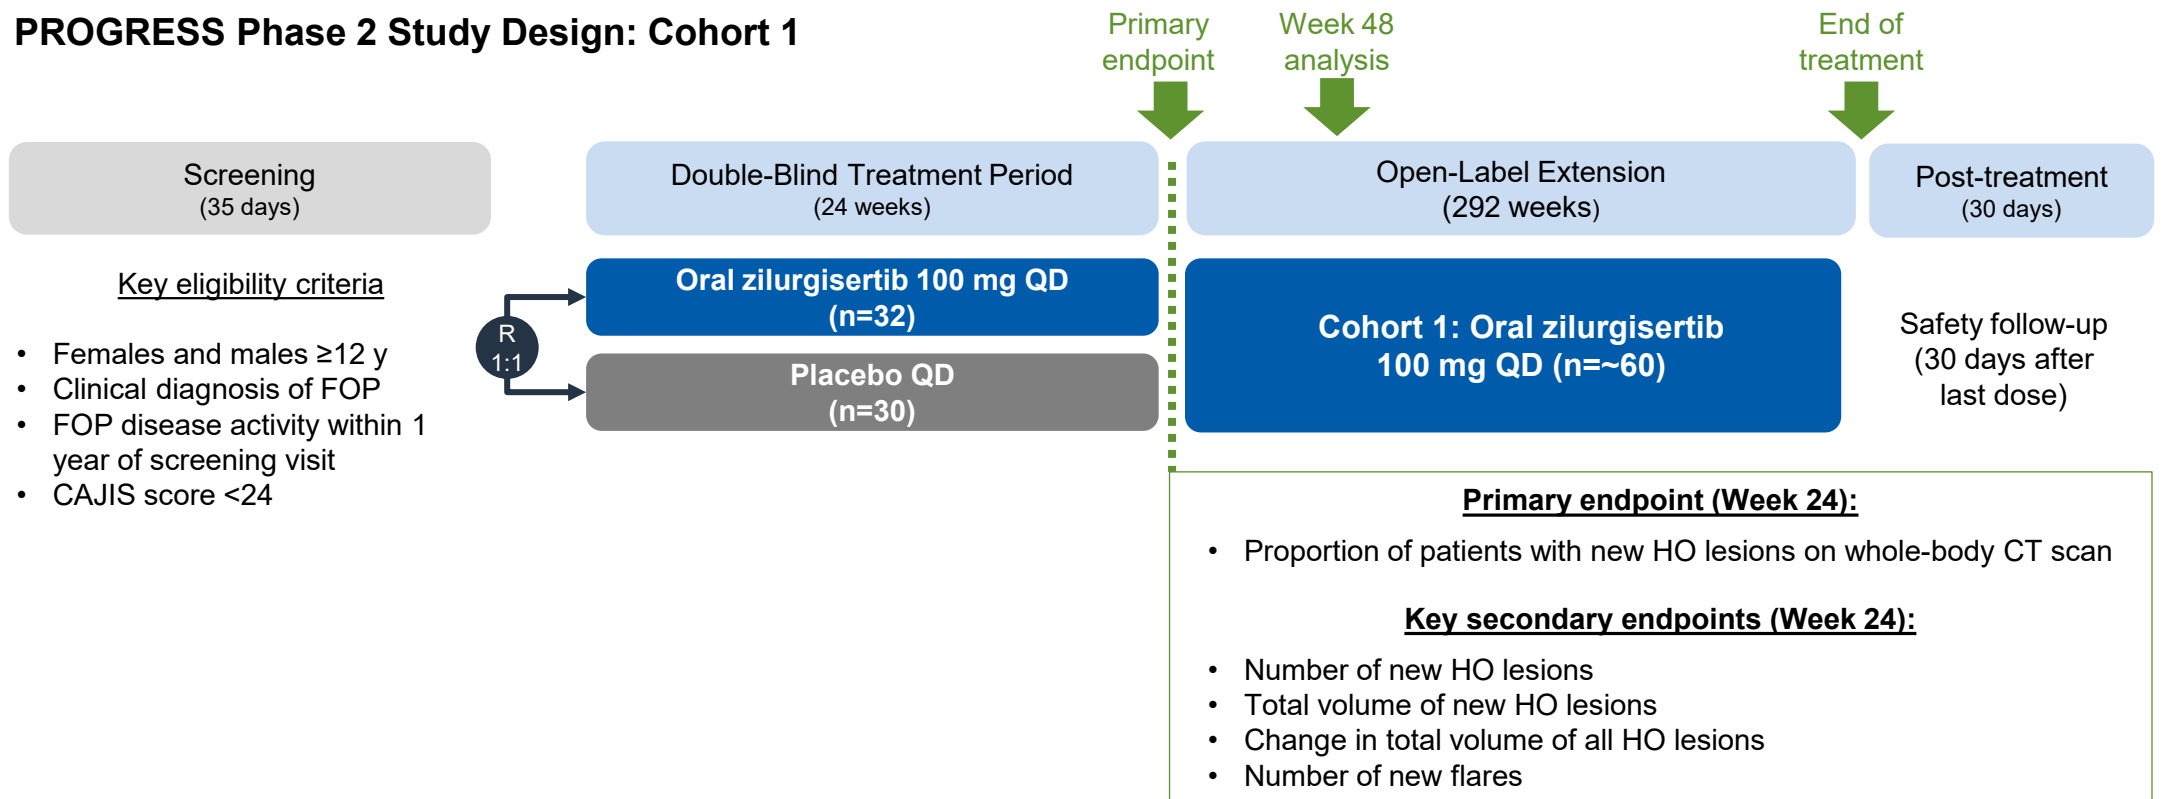 PROGRESS Phase 2 Study Design: Cohort 1
Primary
endpoint
Week 48
analysis
End of
treatment
Screening
(35 days)
Double-Blind Treatment Period
(24 weeks)
Open-Label Extension
(292 weeks)
Post-treatment
(30 days)
Key eligibility criteria
• Females and males ≥12 y
• Clinical diagnosis of FOP
• FOP disease activity within 1
year of screening visit
• CAJIS score <24
R
1:1
Oral zilurgisertib 100 mg QD
(n=32)
Placebo QD
(n=30)
Cohort 1: Oral zilurgisertib
100 mg QD (n=~60)
Safety follow-up
(30 days after
last dose)
Primary endpoint (Week 24):
• Proportion of patients with new HO lesions on whole-body CT scan
Key secondary endpoints (Week 24):
• Number of new HO lesions
• Total volume of new HO lesions
• Change in total volume of all HO lesions
• Number of new flares